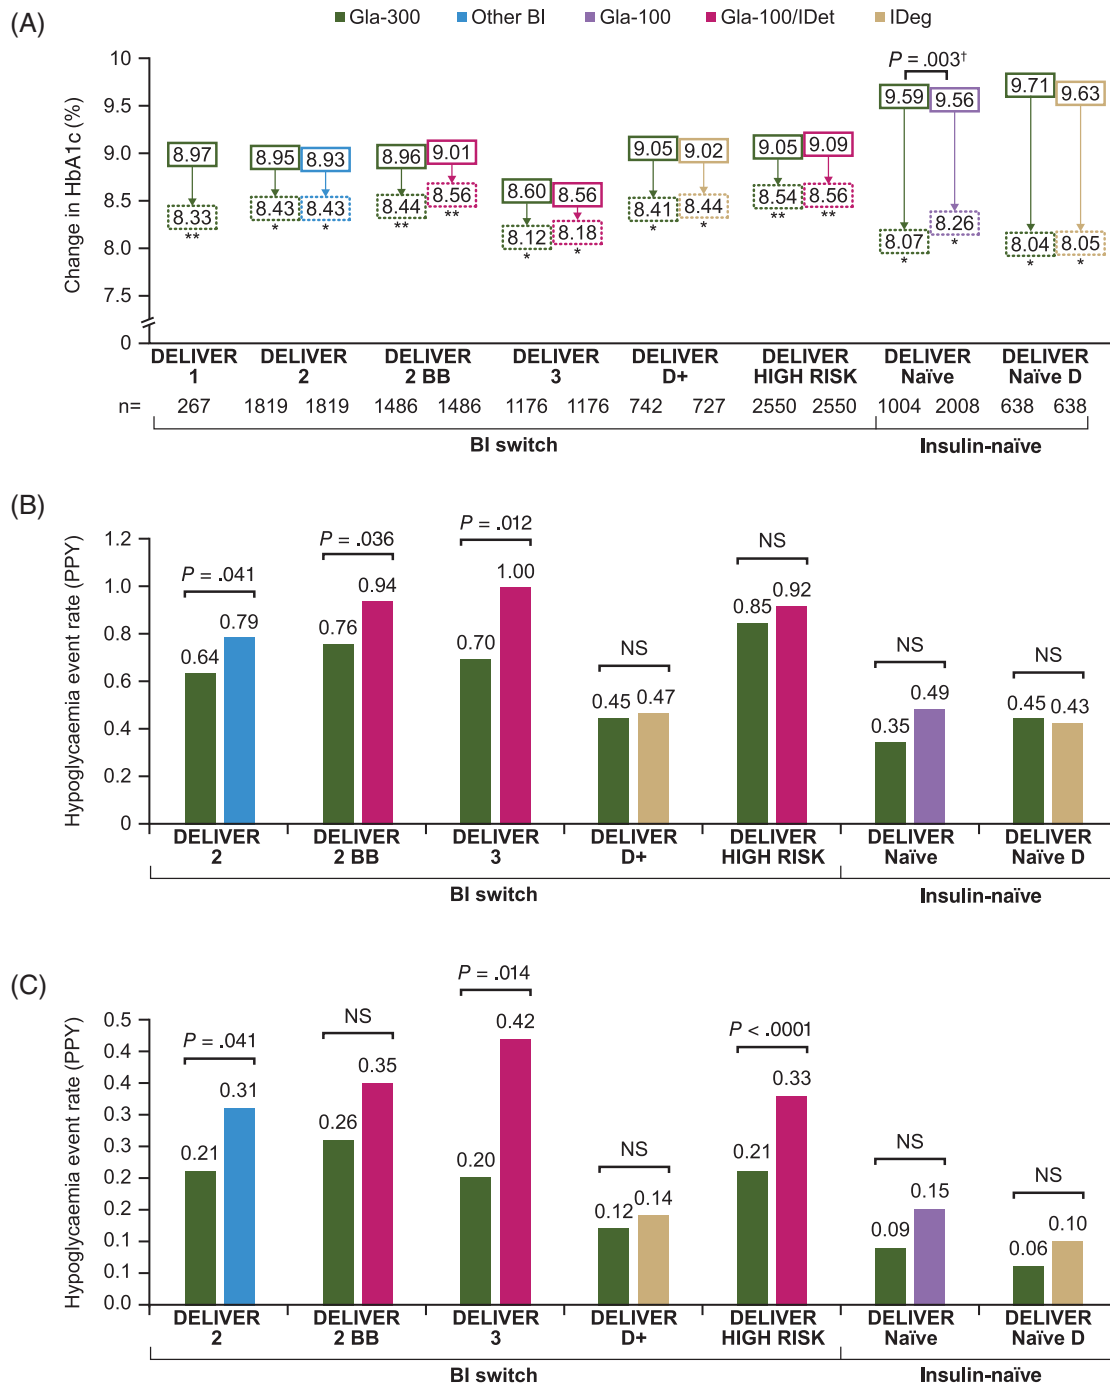 (A)
Gla-300 Other BI Gla-100 Gla-100/IDet IDeg
Change in HbA1c (%)
10
9.5
9.0
8.5
8.0
7.5
0
P = .003†
8.97 8.95 8.93 8.96 9.01 8.60 8.56 9.05 9.02 9.05 9.09 9.59 9.56 9.71 9.63
8.33 8.43 8.43 8.44 8.56 8.12 8.18 8.41 8.44 8.54 8.56 8.07 8.26 8.04 8.05
** * * ** ** * * * * ** ** * * * *
DELIVER DELIVER DELIVER DELIVER DELIVER DELIVER DELIVER DELIVER
1 2 2 BB 3 D+ HIGH RISK Naïve Naïve D
n= 267 1819 1819 1486 1486 1176 1176 742 727 2550 2550 1004 2008 638 638
BI switch Insulin-naïve
(B)
Hypoglycaemia event rate (PPY)
1.2
1.0
0.8
0.6
0.4
0.2
0
P = .041 P = .036 P = .012 NS NS NS NS
0.64 0.79 0.76 0.94 0.70 1.00 0.45 0.47 0.85 0.92 0.35 0.49 0.45 0.43
DELIVER DELIVER DELIVER DELIVER DELIVER DELIVER DELIVER
2 2 BB 3 D+ HIGH RISK Naïve Naïve D
BI switch Insulin-naïve
(C)
Hypoglycaemia event rate (PPY)
0.5
0.4
0.4
0.3
0.3
0.2
0.2
0.1
0.1
0.0
P = .041 NS P = .014 NS P < .0001 NS NS
0.21 0.31 0.26 0.35 0.20 0.42 0.12 0.14 0.21 0.33 0.09 0.15 0.06 0.10
DELIVER DELIVER DELIVER DELIVER DELIVER DELIVER DELIVER
2 2 BB 3 D+ HIGH RISK Naïve Naïve D
BI switch Insulin-naïve